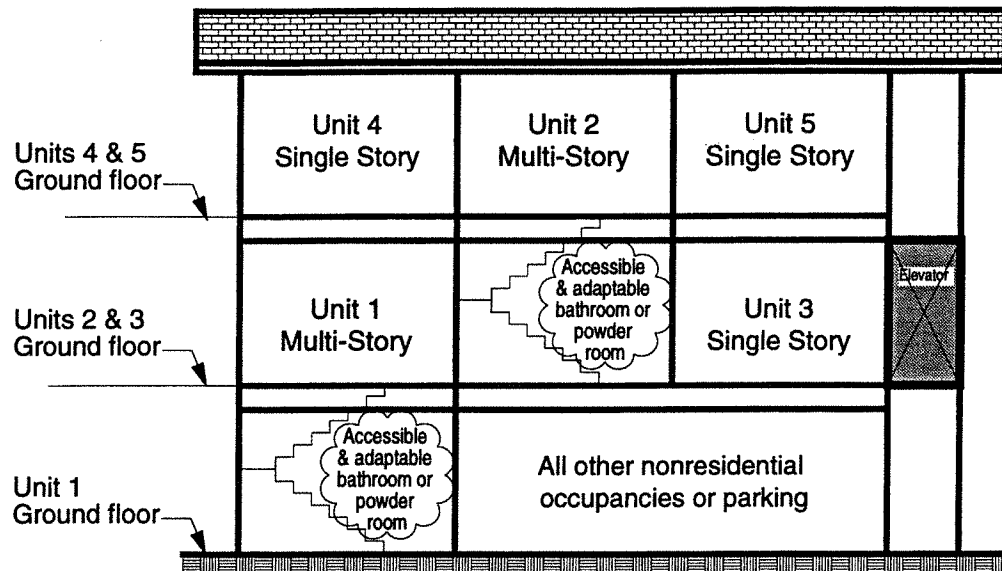 Unit 4
Single Story
Unit 2
Multi-Story
Unit 5
Single Story
Units 4 & 5
Ground floor
Accessible
& adaptable
bathroom or
powder
room
Elevator
Unit 1
Multi-Story
Unit 3
Single Story
Units 2 & 3
Ground floor
Accessible
& adaptable
bathroom or
powder
room
All other nonresidential
occupancies or parking
Unit 1
Ground floor